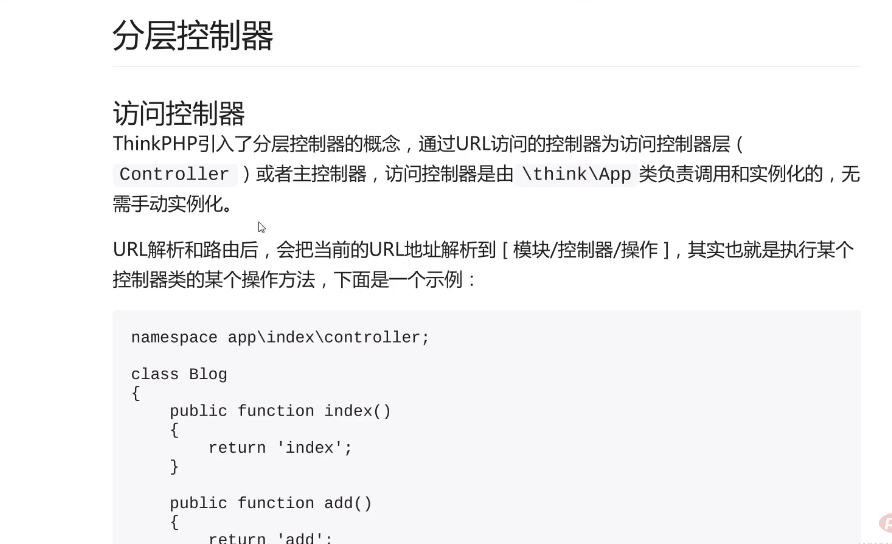 分层控制器
访问控制器
ThinkPHP引入了分层控制器的概念，通过URL访问的控制器为访问控制器层（
Controller ）或者主控制器，访问控制器是由 \think\App 类负责调用和实例化的，无
需手动实例化。
URL解析和路由后，会把当前的URL地址解析到 [ 模块/控制器/操作 ]，其实也就是执行某个
控制器类的某个操作方法，下面是一个示例：
namespace app\index\controller;
class Blog
{
    public function index()
    {
        return 'index';
    }
    public function add()
    {
        return 'add';